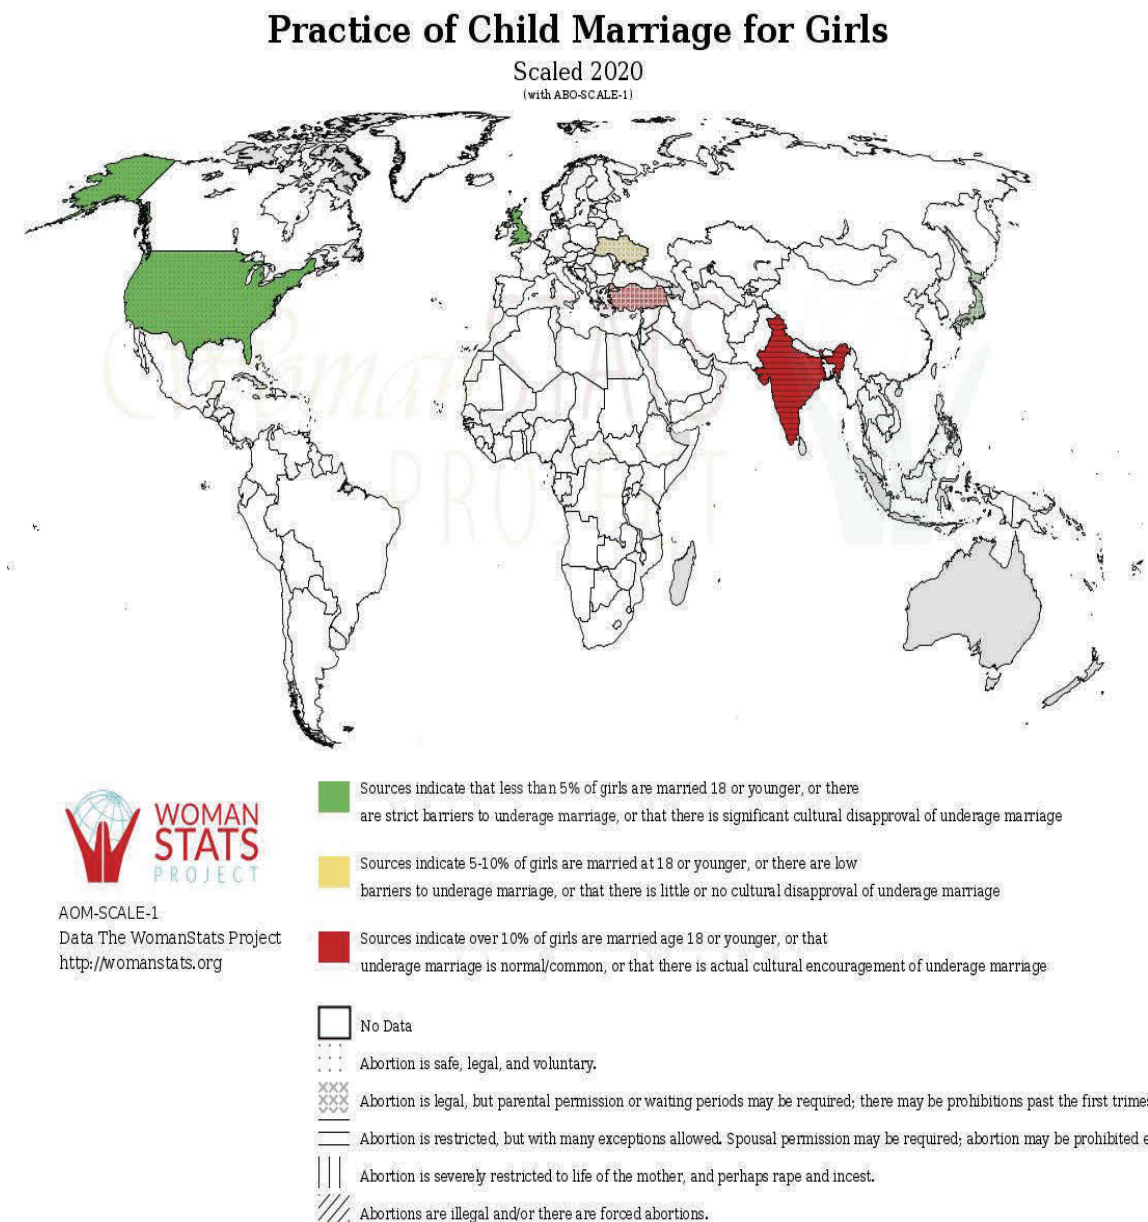 Practice of Child Marriage for Girls
Scaled 2020
(with ABO-SCALE-1)
Woman
STATS
PROJECT
WOMAN
STATS
PROJECT
AOM-SCALE-1
Data The WomanStats Project
http://womanstats.org
Sources indicate that less than 5% of girls are married 18 or younger, or there
are strict barriers to underage marriage, or that there is significant cultural disapproval of underage marriage
Sources indicate 5-10% of girls are married at 18 or younger, or there are low
barriers to underage marriage, or that there is little or no cultural disapproval of underage marriage
Sources indicate over 10% of girls are married age 18 or younger, or that
underage marriage is normal/common, or that there is actual cultural encouragement of underage marriage
No Data
Abortion is safe, legal, and voluntary.
Abortion is legal, but parental permission or waiting periods may be required; there may be prohibitions past the first
Abortion is restricted, but with many exceptions allowed. Spousal permission may be required; abortion may be prohibited
Abortion is severely restricted to life of the mother, and perhaps rape and incest.
Abortions are illegal and/or there are forced abortions.